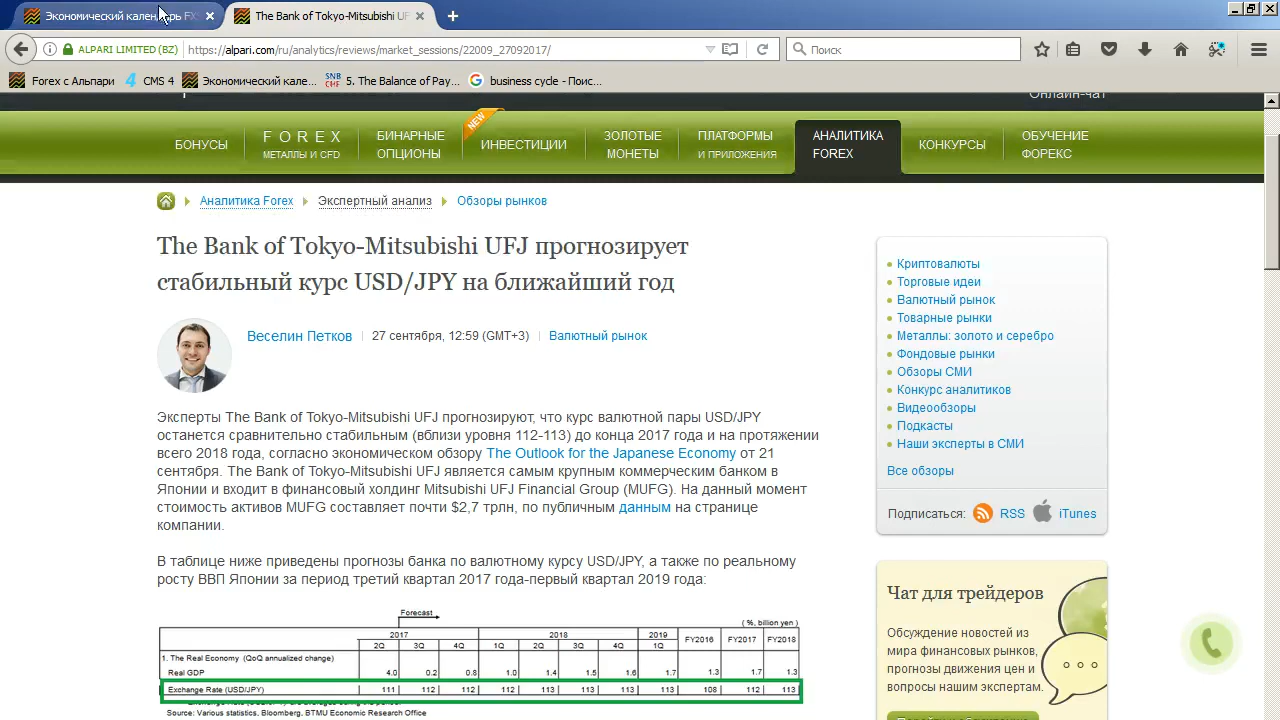 Экономический календарь FXS
The Bank of Tokyo-Mitsubishi UFJ
ALPARI LIMITED (BZ)
https://alpari.com/ru/analytics/reviews/market_sessions/22009_27092017/
Поиск
Forex с Альпари
CMS 4
Экономический кале...
SNB CHF
5. The Balance of Pay...
business cycle - Поис...
Онлайн-чат
БОНУСЫ
FOREX
МЕТАЛЛЫ И CFD
БИНАРНЫЕ
ОПЦИОНЫ
NEW
ИНВЕСТИЦИИ
ЗОЛОТЫЕ
МОНЕТЫ
ПЛАТФОРМЫ
И ПРИЛОЖЕНИЯ
АНАЛИТИКА
FOREX
КОНКУРСЫ
ОБУЧЕНИЕ
ФОРЕКС
Аналитика Forex
Экспертный анализ
Обзоры рынков
The Bank of Tokyo-Mitsubishi UFJ прогнозирует
стабильный курс USD/JPY на ближайший год
Веселин Петков
27 сентября, 12:59 (GMT+3)
Валютный рынок
Эксперты The Bank of Tokyo-Mitsubishi UFJ прогнозируют, что курс валютной пары USD/JPY
останется сравнительно стабильным (вблизи уровня 112-113) до конца 2017 года и на протяжении
всего 2018 года, согласно экономическом обзору The Outlook for the Japanese Economy от 21
сентября. The Bank of Tokyo-Mitsubishi UFJ является самым крупным коммерческим банком в
Японии и входит в финансовый холдинг Mitsubishi UFJ Financial Group (MUFG). На данный момент
стоимость активов MUFG составляет почти $2,7 трлн, по публичным данным на странице
компании.
В таблице ниже приведены прогнозы банка по валютному курсу USD/JPY, а также по реальному
росту ВВП Японии за период третий квартал 2017 года-первый квартал 2019 года:
Forecast
( %, billion yen )
2017 2018 2019 FY2016 FY2017 FY2018
2Q 3Q 4Q 1Q 2Q 3Q 4Q 1Q
1. The Real Economy (QoQ annualized change)
Real GDP 4.0 0.2 0.8 1.0 1.4 1.5 1.6 1.7 1.3 1.7 1.3
Exchange Rate (USD/JPY) 111 112 112 112 113 113 113 113 108 112 113
Source: Various statistics, Bloomberg, BTMU Economic Research Office
Криптовалюты
Торговые идеи
Валютный рынок
Товарные рынки
Металлы: золото и серебро
Фондовые рынки
Обзоры СМИ
Конкурс аналитиков
Видеообзоры
Подкасты
Наши эксперты в СМИ
Все обзоры
Подписаться: RSS iTunes
Чат для трейдеров
Обсуждение новостей из
мира финансовых рынков,
прогнозы движения цен и
вопросы нашим экспертам.